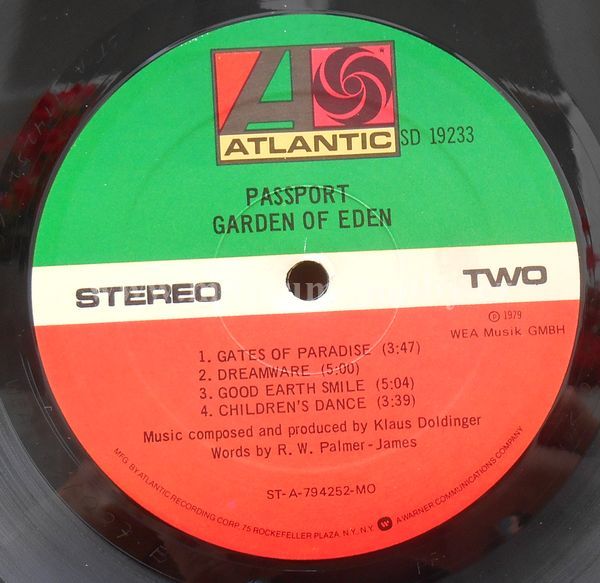 ATLANTIC
SD 19233
PASSPORT
GARDEN OF EDEN
STEREO
TWO
℗ 1979
WEA Musik GMBH
1. GATES OF PARADISE (3:47)
2. DREAMWARE (5:00)
3. GOOD EARTH SMILE (5:04)
4. CHILDREN'S DANCE (3:39)
Music composed and produced by Klaus Doldinger
Words by R. W. Palmer-James
ST-A-794252-MO
MFG. BY ATLANTIC RECORDING CORP. 75 ROCKEFELLER PLAZA N.Y. N.Y. A WARNER COMMUNICATIONS COMPANY